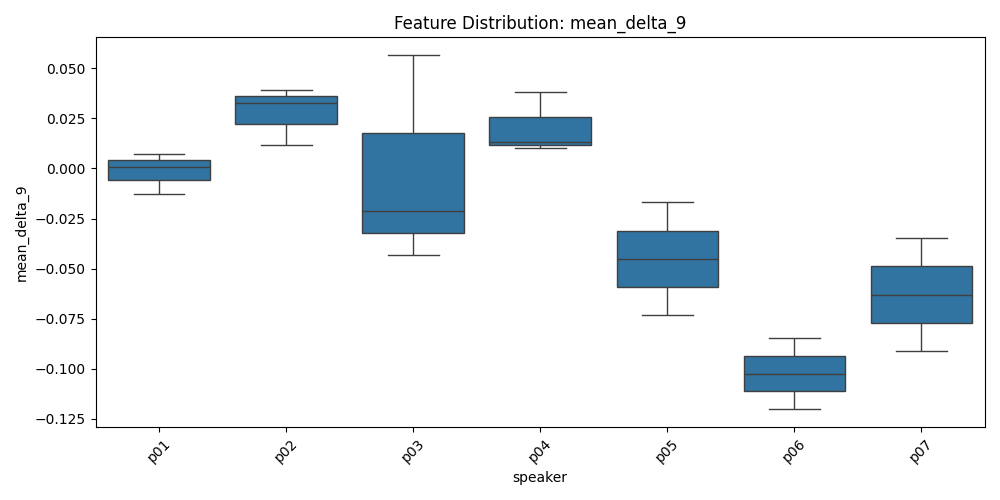 Feature Distribution: mean_delta_9
mean_delta_9
0.050
0.025
0.000
−0.025
−0.050
−0.075
−0.100
−0.125
p01 p02 p03 p04 p05 p06 p07
speaker